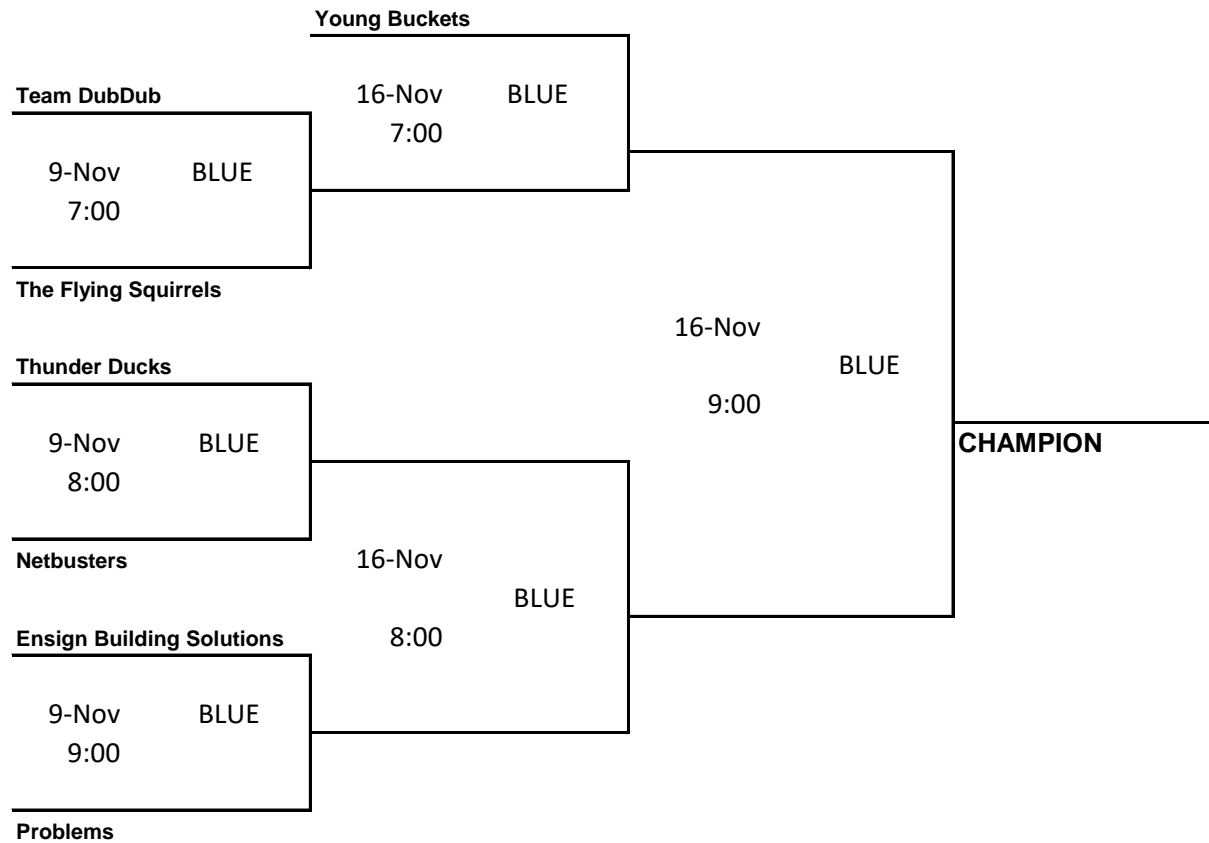 Young Buckets
Team DubDub
16-Nov BLUE
7:00
9-Nov BLUE
7:00
The Flying Squirrels
16-Nov
BLUE
9:00
Thunder Ducks
9-Nov BLUE
8:00
CHAMPION
Netbusters
16-Nov
BLUE
8:00
Ensign Building Solutions
9-Nov BLUE
9:00
Problems